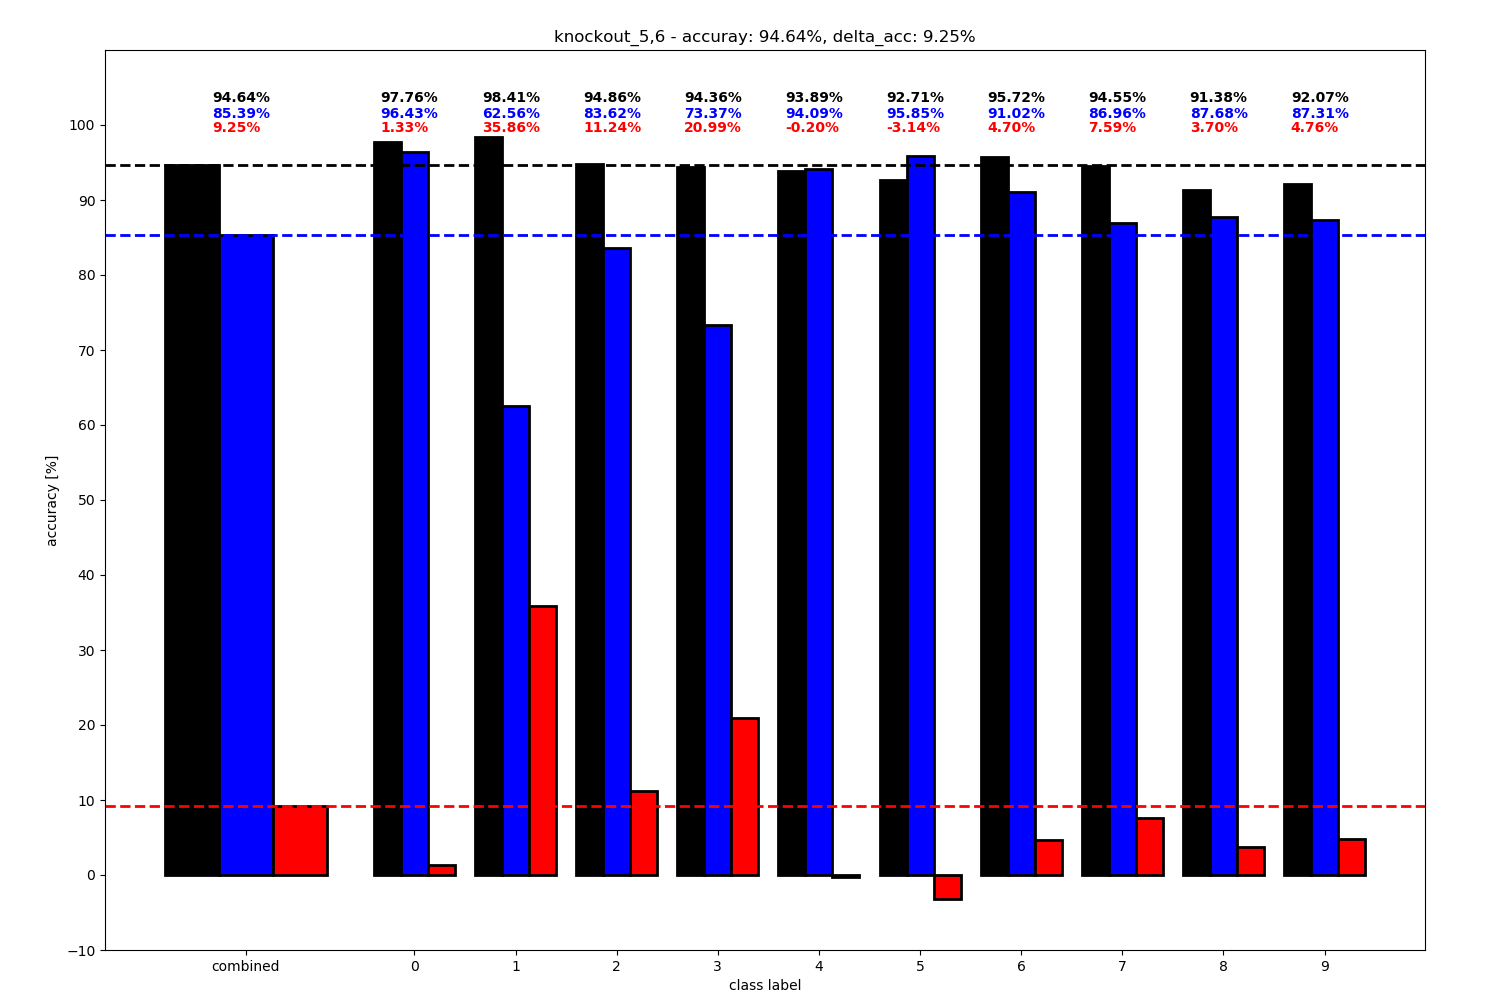 knockout_5,6 - accuray: 94.64%, delta_acc: 9.25%
94.64% 97.76% 98.41% 94.86% 94.36% 93.89% 92.71% 95.72% 94.55% 91.38% 92.07%
85.39% 96.43% 62.56% 83.62% 73.37% 94.09% 95.85% 91.02% 86.96% 87.68% 87.31%
9.25% 1.33% 35.86% 11.24% 20.99% -0.20% -3.14% 4.70% 7.59% 3.70% 4.76%
100
90
80
70
60
50
40
30
20
10
0
−10
accuracy [%]
combined 0 1 2 3 4 5 6 7 8 9
class label